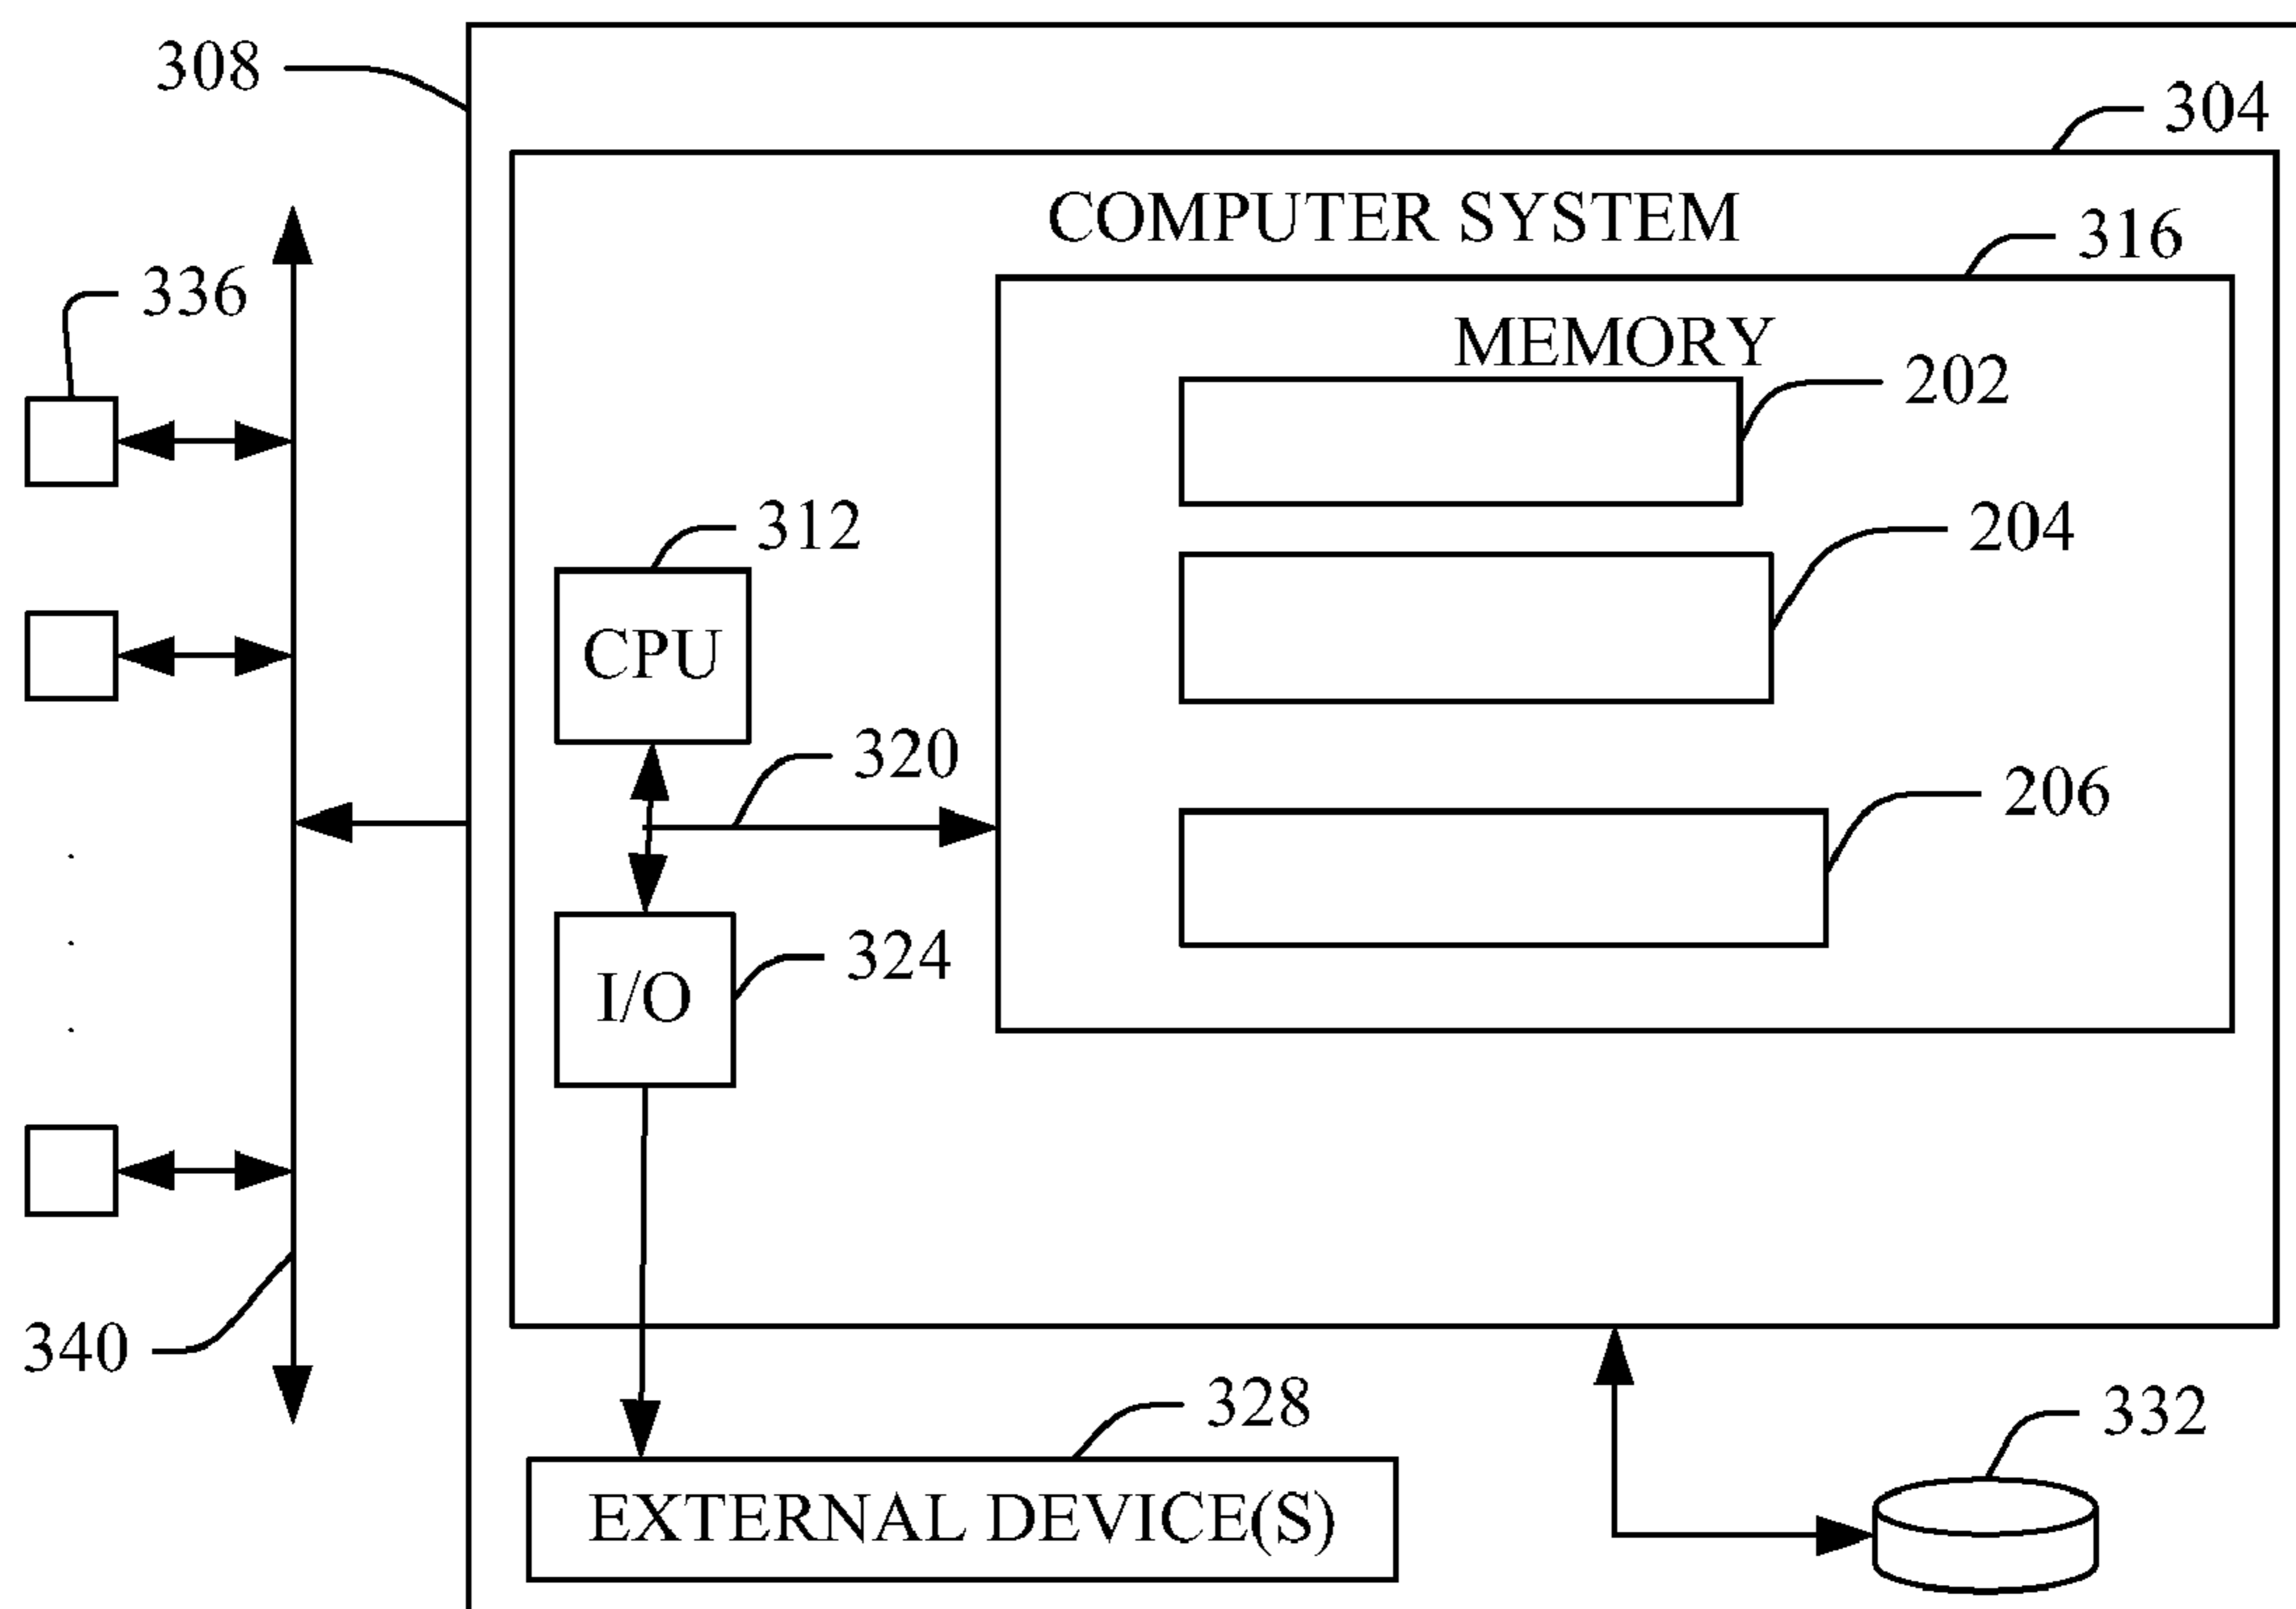 308
304
COMPUTER SYSTEM
316
336
MEMORY
202
312
204
CPU
320
206
324
I/O
340
328
332
EXTERNAL DEVICE(S)